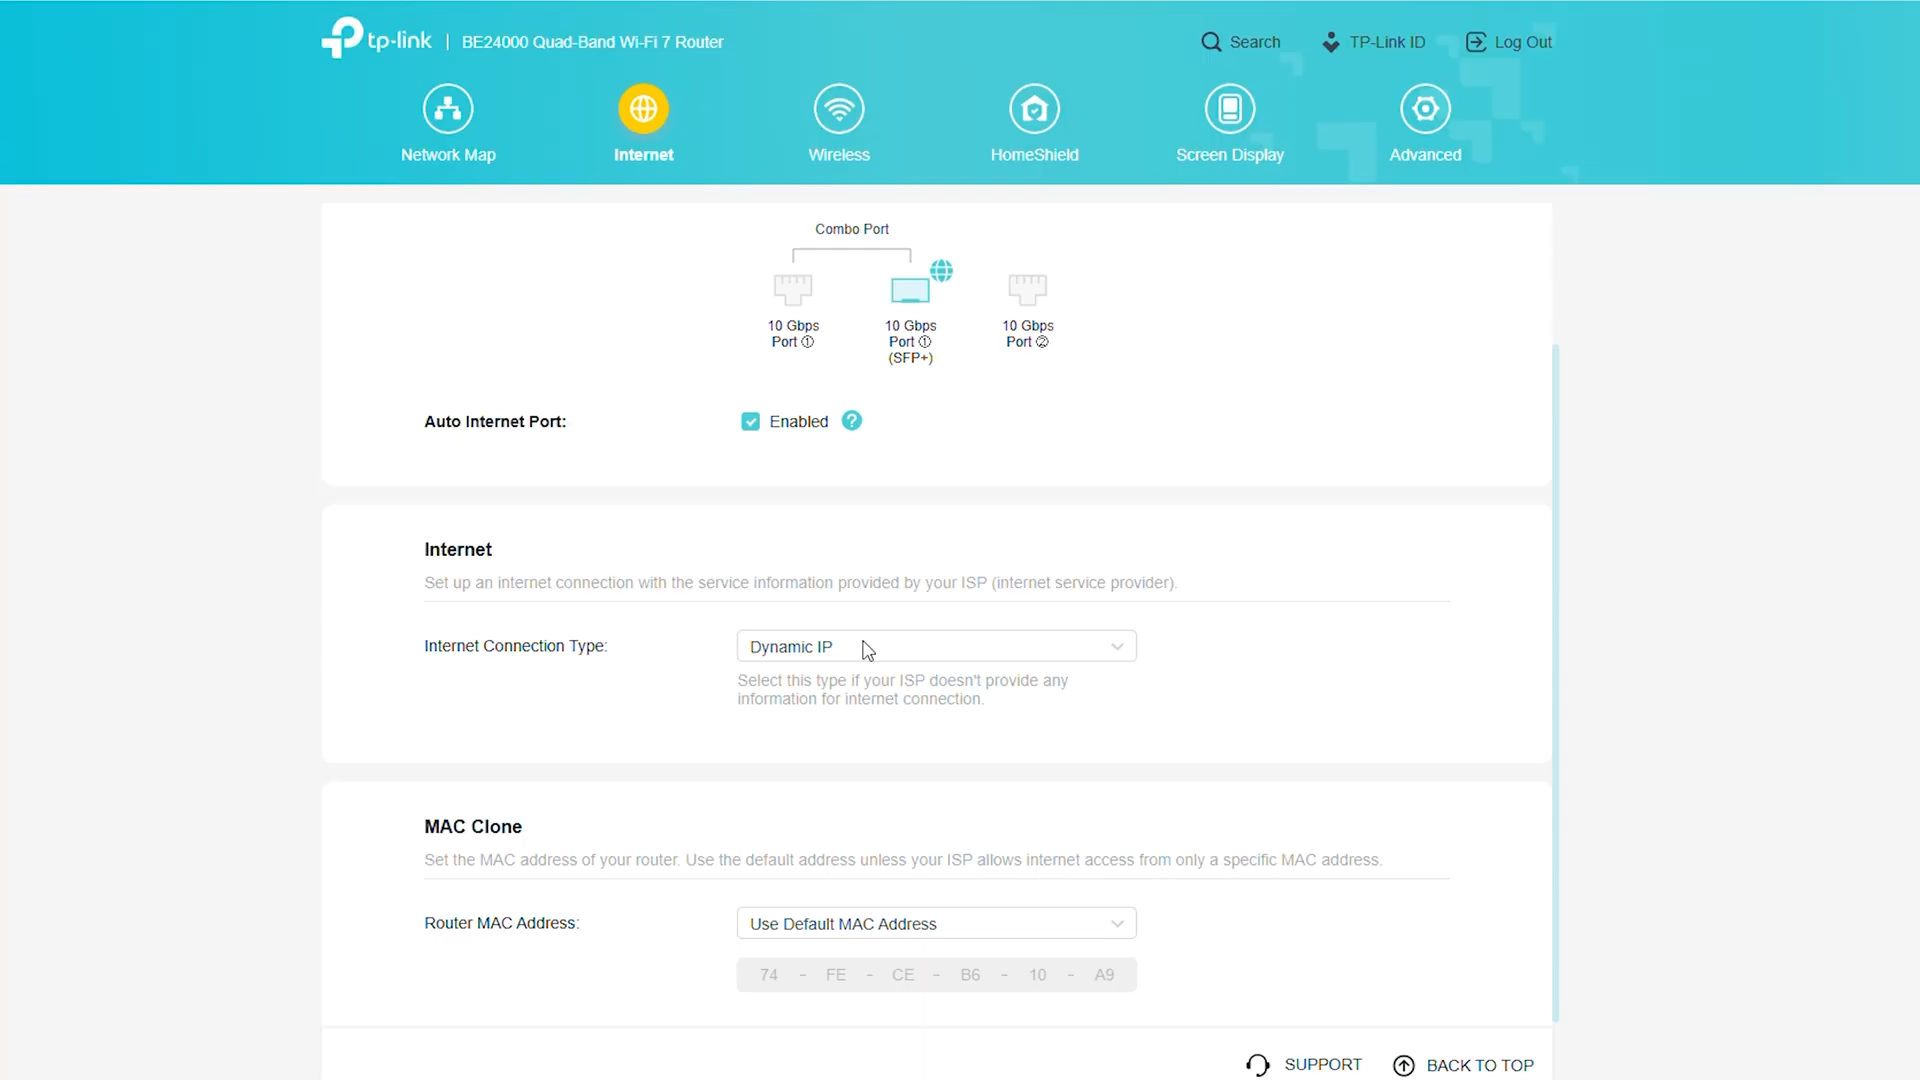 tp-link | BE24000 Quad-Band Wi-Fi 7 Router
Search
TP-Link ID
Log Out
Network Map
Internet
Wireless
HomeShield
Screen Display
Advanced
Combo Port
10 Gbps
Port ①
10 Gbps
Port ①
(SFP+)
10 Gbps
Port ②
Auto Internet Port:
Enabled
?
Internet
Set up an internet connection with the service information provided by your ISP (internet service provider).
Internet Connection Type:
Dynamic IP
Select this type if your ISP doesn't provide any
information for internet connection.
MAC Clone
Set the MAC address of your router. Use the default address unless your ISP allows internet access from only a specific MAC address.
Router MAC Address:
Use Default MAC Address
74 - FE - CE - B6 - 10 - A9
SUPPORT
BACK TO TOP